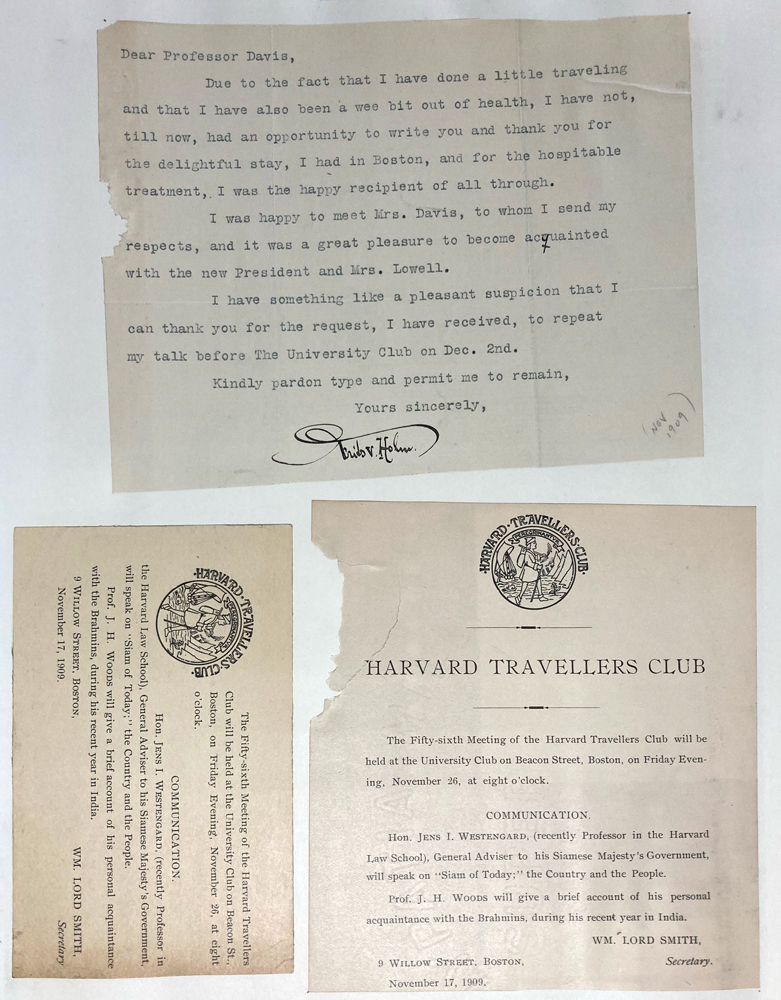 Dear Professor Davis,
Due to the fact that I have done a little traveling
and that I have also been a wee bit out of health, I have not,
till now, had an opportunity to write you and thank you for
the delightful stay, I had in Boston, and for the hospitable
treatment, I was the happy recipient of all through.
I was happy to meet Mrs. Davis, to whom I send my
respects, and it was a great pleasure to become acquainted
with the new President and Mrs. Lowell.
I have something like a pleasant suspicion that I
can thank you for the request, I have received, to repeat
my talk before The University Club on Dec. 2nd.
Kindly pardon type and permit me to remain,
Yours sincerely,
Frits v. Holm.
(Nov
1909)
HARVARD·TRAVELLERS·CLUB·
The Fifty-sixth Meeting of the Harvard Travellers
Club will be held at the University Club on Beacon St.,
Boston, on Friday Evening, November 26, at eight
o'clock.
COMMUNICATION.
Hon. JENS I. WESTENGARD, (recently Professor in
the Harvard Law School), General Adviser to his Siamese Majesty's Government,
will speak on "Siam of Today;" the Country and the People.
Prof. J. H. WOODS will give a brief account of his personal acquaintance
with the Brahmins, during his recent year in India.
WM. LORD SMITH,
9 WILLOW STREET, BOSTON,
Secretary
November 17, 1909.
HARVARD·TRAVELLERS·CLUB·
HARVARD TRAVELLERS CLUB
The Fifty-sixth Meeting of the Harvard Travellers Club will be
held at the University Club on Beacon Street, Boston, on Friday Even-
ing, November 26, at eight o'clock.
COMMUNICATION.
Hon. JENS I. WESTENGARD, (recently Professor in the Harvard
Law School), General Adviser to his Siamese Majesty's Government,
will speak on "Siam of Today;" the Country and the People.
Prof. J. H. WOODS will give a brief account of his personal
acquaintance with the Brahmins, during his recent year in India.
WM. LORD SMITH,
9 WILLOW STREET, BOSTON, Secretary.
November 17, 1909.